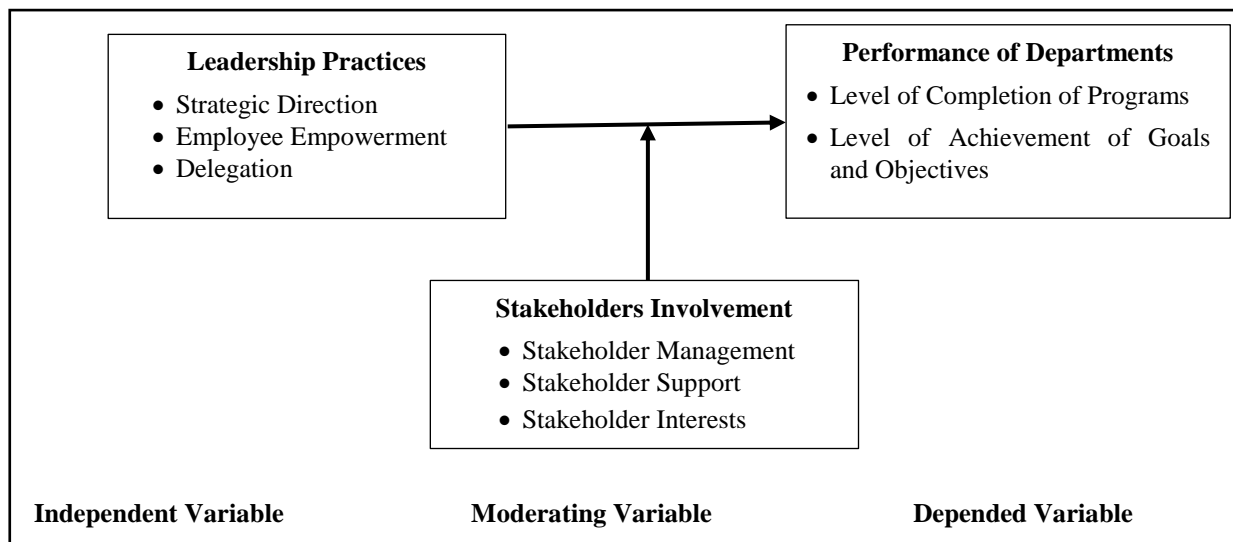 Leadership Practices
• Strategic Direction
• Employee Empowerment
• Delegation
Performance of Departments
• Level of Completion of Programs
• Level of Achievement of Goals
and Objectives
Stakeholders Involvement
• Stakeholder Management
• Stakeholder Support
• Stakeholder Interests
Independent Variable
Moderating Variable
Depended Variable